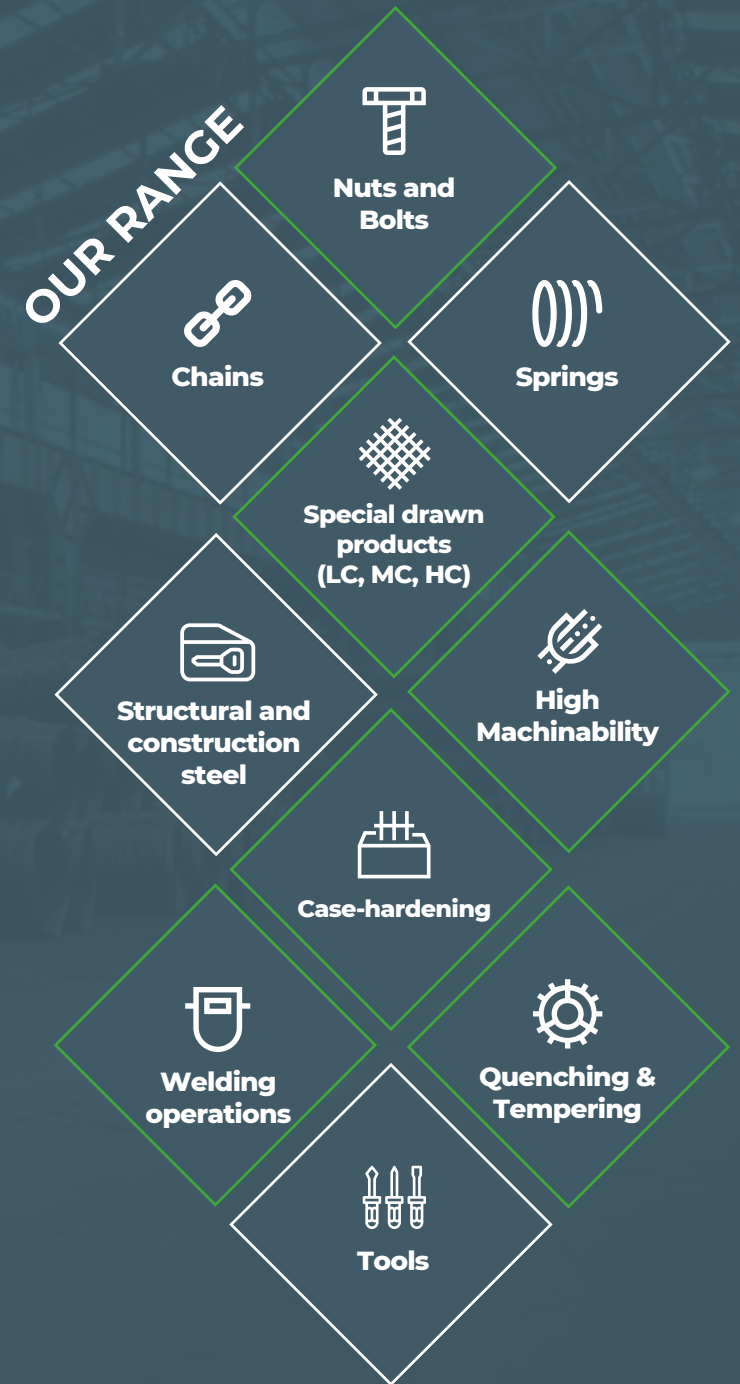 OUR RANGE
Nuts and
Bolts
Chains
Springs
Special drawn
products
(LC, MC, HC)
Structural and
construction
steel
High
Machinability
Case-hardening
Welding
operations
Quenching &
Tempering
Tools